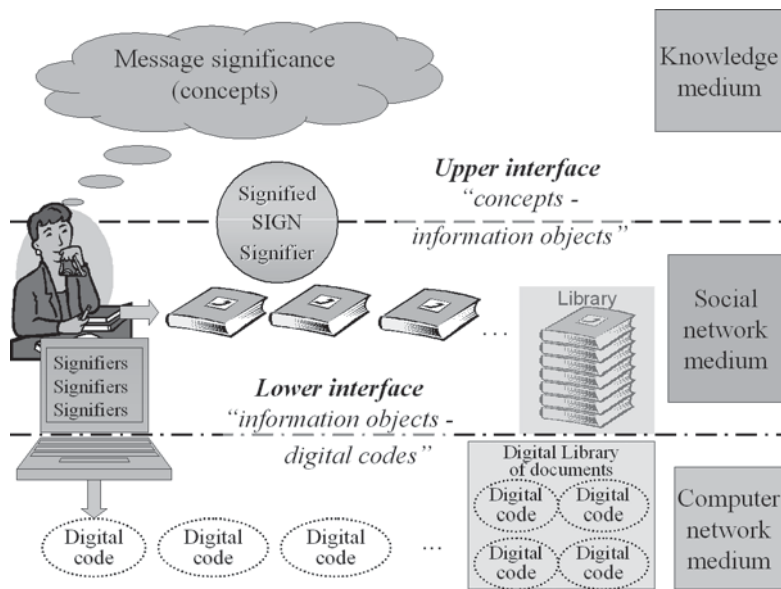 Message significance
(concepts)
Knowledge
medium
Upper interface
“concepts -
information objects”
Signified
SIGN
Signifier
Library
...
Social
network
medium
Signifiers
Signifiers
Signifiers
Lower interface
“information objects -
digital codes”
Digital Library
of documents
Digital
code
Digital
code
Digital
code
Digital
code
Digital
code
Digital
code
Digital
code
...
Computer
network
medium